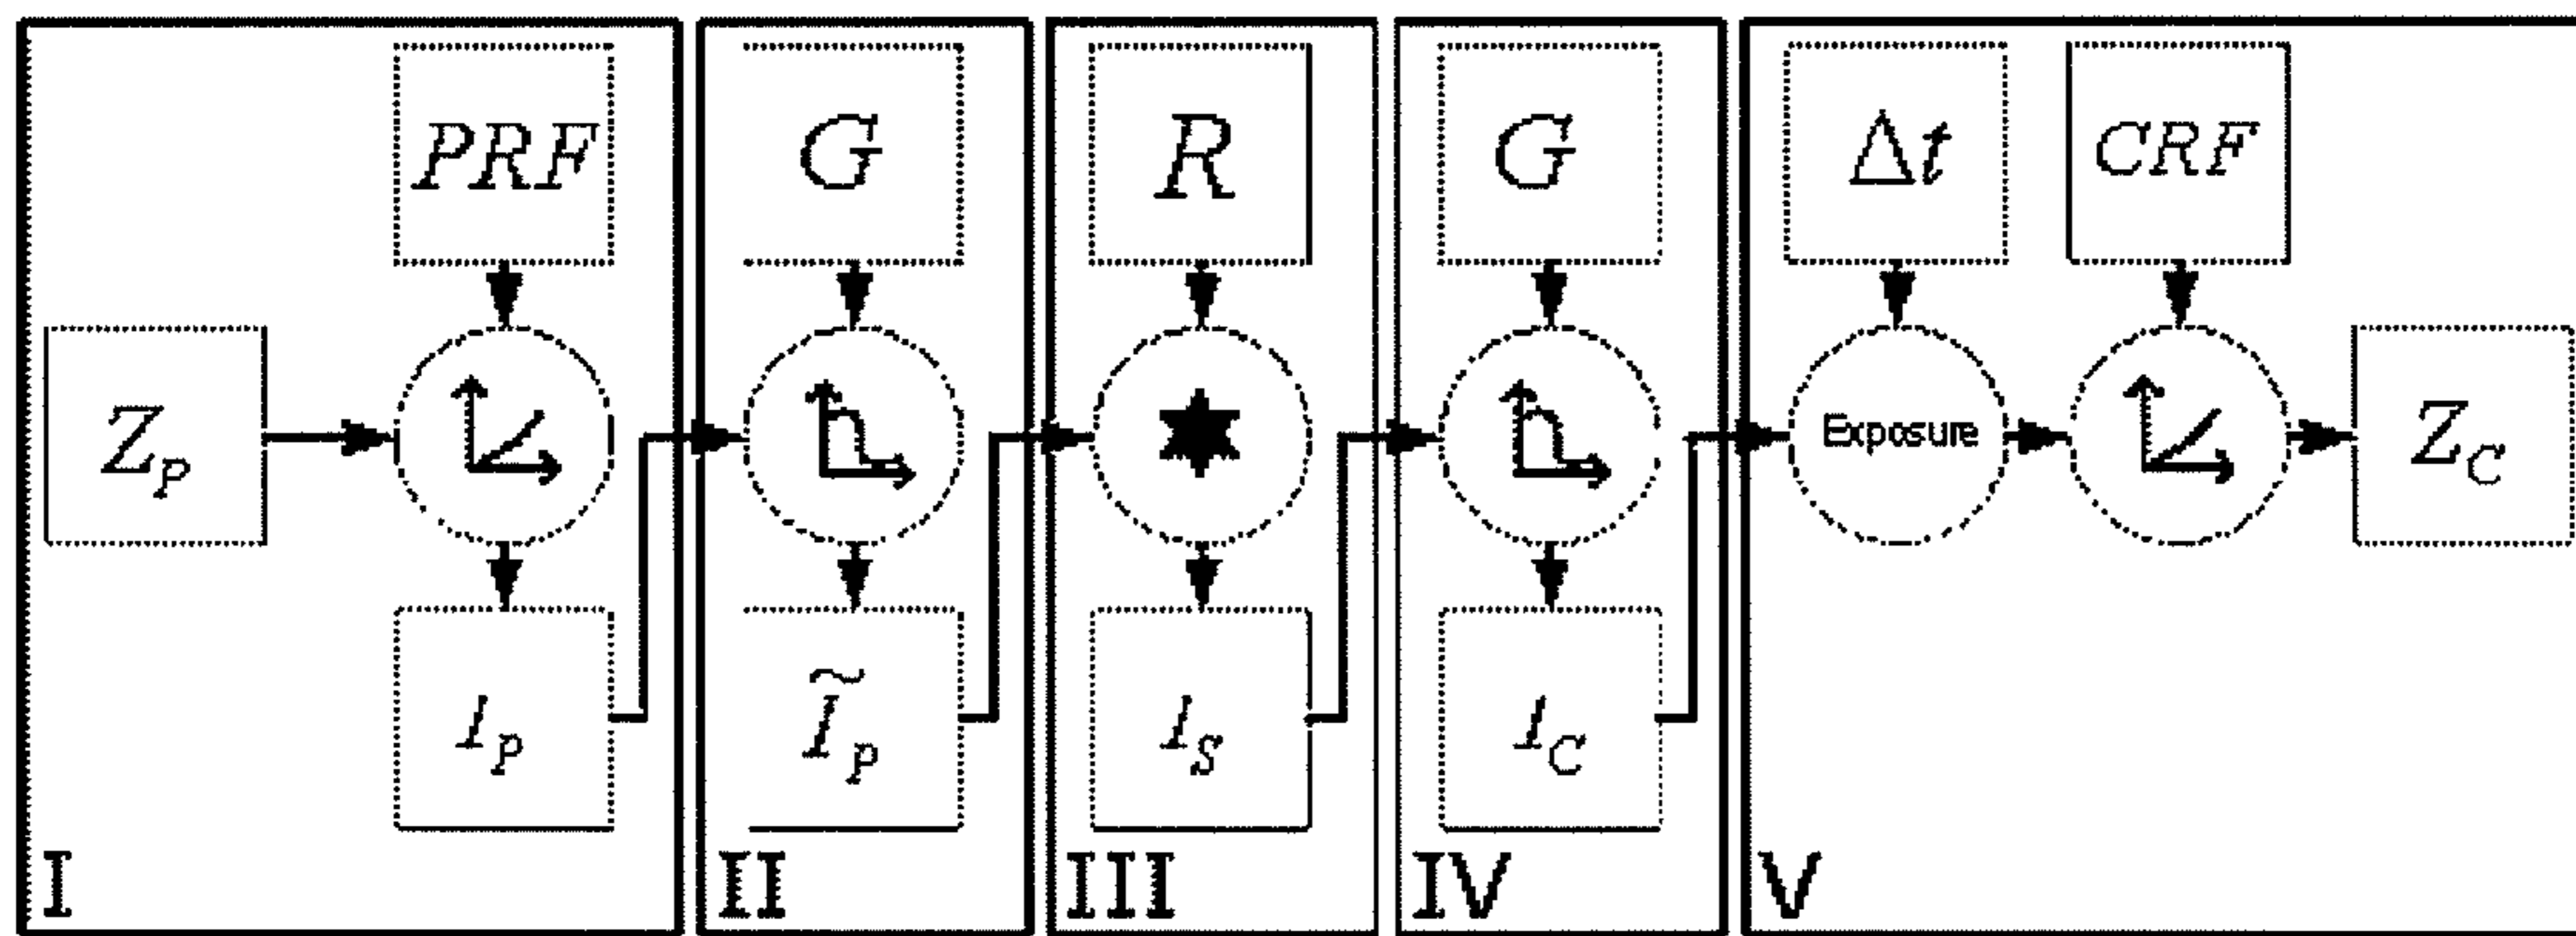 PRF G R G Δt CRF
Z_P Exposure Z_C
I_P Ĩ_P I_S I_C
I II III IV V